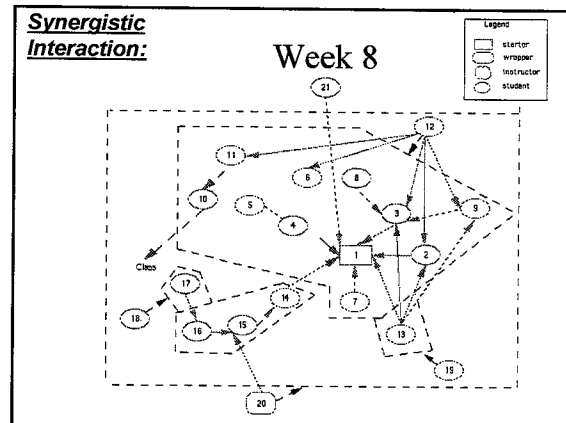 Synergistic
Interaction:
Week 8
Legend
starter
wrapper
instructor
student
21
12
11
6
8
10
5
3
9
4
1
2
Class
17
14
7
18
16
15
13
19
20